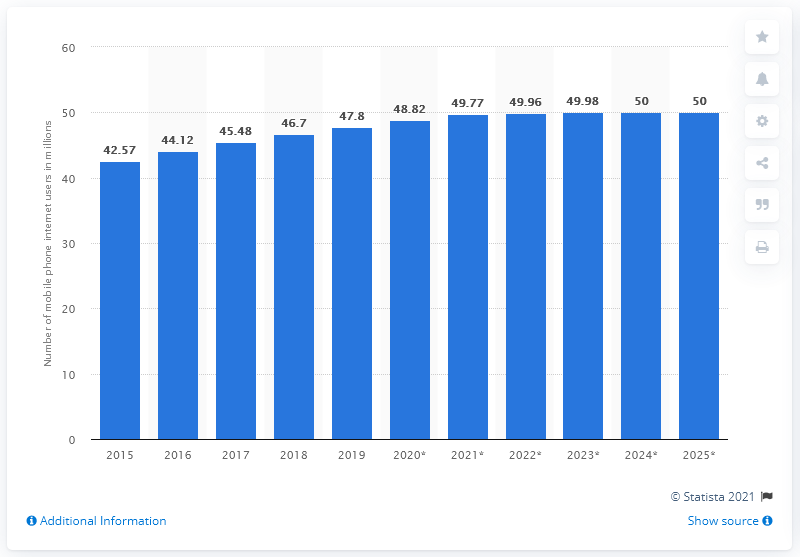 60
50
40
30
20
10
0
Number of mobile phone internet users in millions
42.57 44.12 45.48 46.7 47.8 48.82 49.77 49.96 49.98 50 50
2015 2016 2017 2018 2019 2020* 2021* 2022* 2023* 2024* 2025*
© Statista 2021
Additional Information
Show source